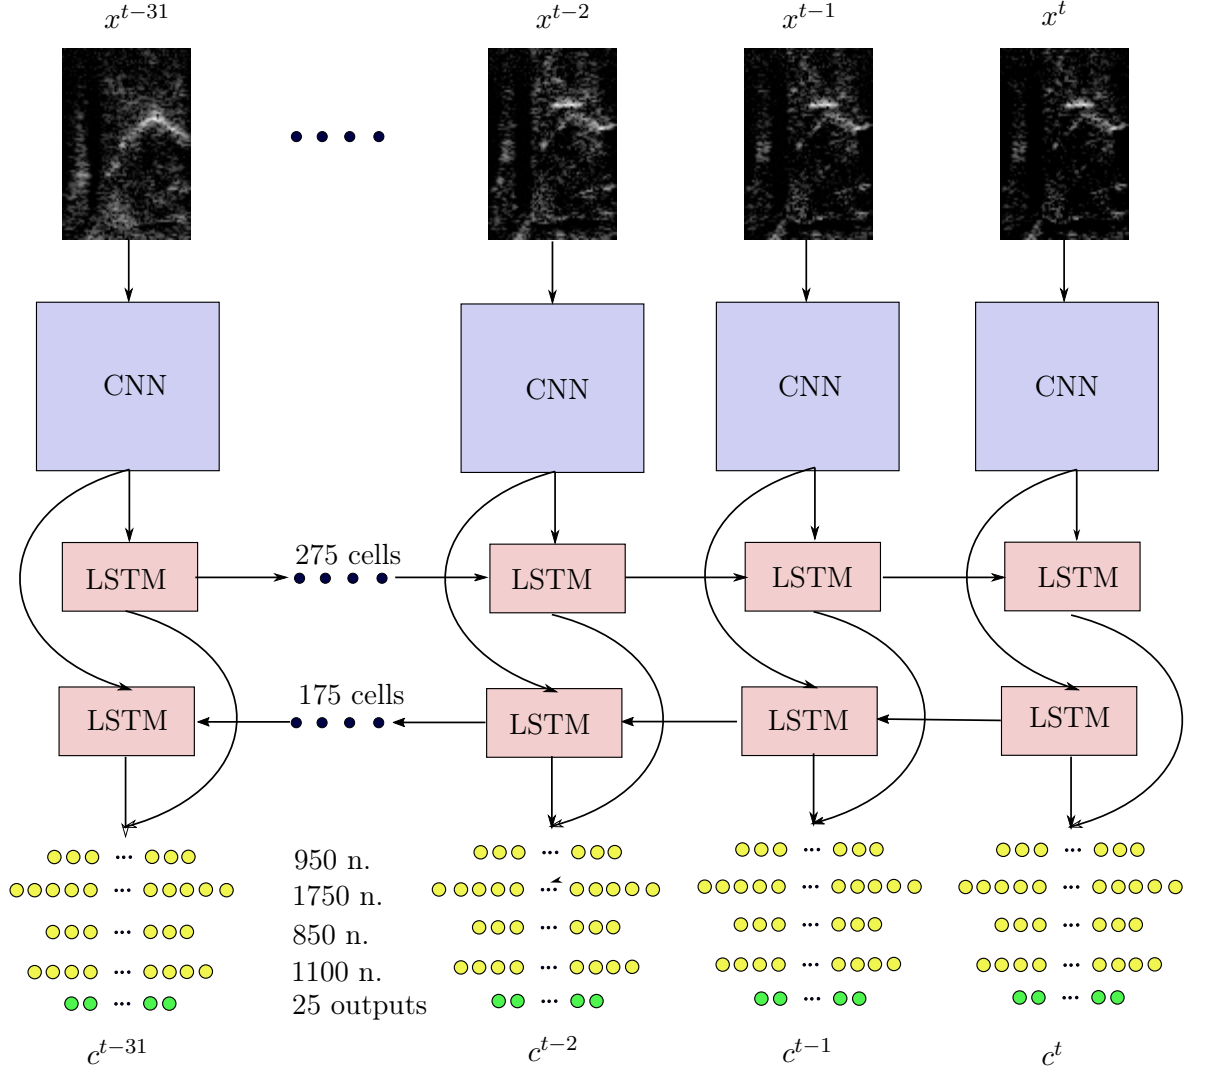 x^{t−31} x^{t−2} x^{t−1} x^t
CNN CNN CNN CNN
275 cells
LSTM LSTM LSTM LSTM
175 cells
LSTM LSTM LSTM LSTM
950 n.
1750 n.
850 n.
1100 n.
25 outputs
c^{t−31} c^{t−2} c^{t−1} c^t